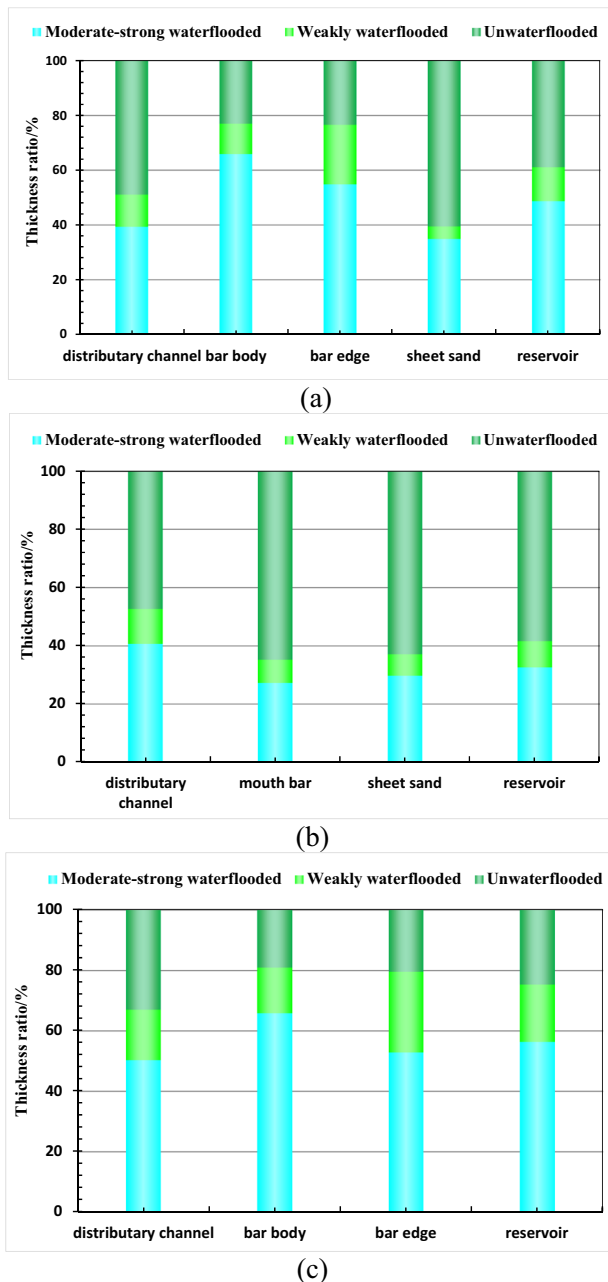 Moderate-strong waterflooded Weakly waterflooded Unwaterflooded
100
80
60
40
20
0
Thickness ratio/%
distributary channel bar body bar edge sheet sand reservoir
(a)
Moderate-strong waterflooded Weakly waterflooded Unwaterflooded
100
80
60
40
20
0
Thickness ratio/%
distributary channel mouth bar sheet sand reservoir
(b)
Moderate-strong waterflooded Weakly waterflooded Unwaterflooded
100
80
60
40
20
0
Thickness ratio/%
distributary channel bar body bar edge reservoir
(c)